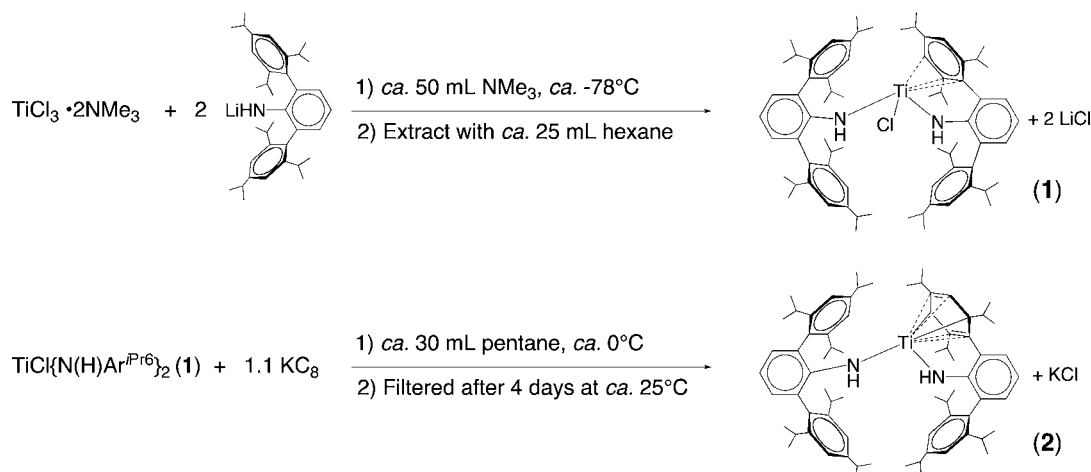 1) ca. 50 mL NMe₃, ca. -78°C
TiCl₃ •2NMe₃ + 2 LiHN
2) Extract with ca. 25 mL hexane
Ti
N
H
Cl
N
H
+ 2 LiCl
(1)
1) ca. 30 mL pentane, ca. 0°C
TiCl{N(H)Ar^iPr6}₂ (1) + 1.1 KC₈
2) Filtered after 4 days at ca. 25°C
Ti
N
H
HN
+ KCl
(2)